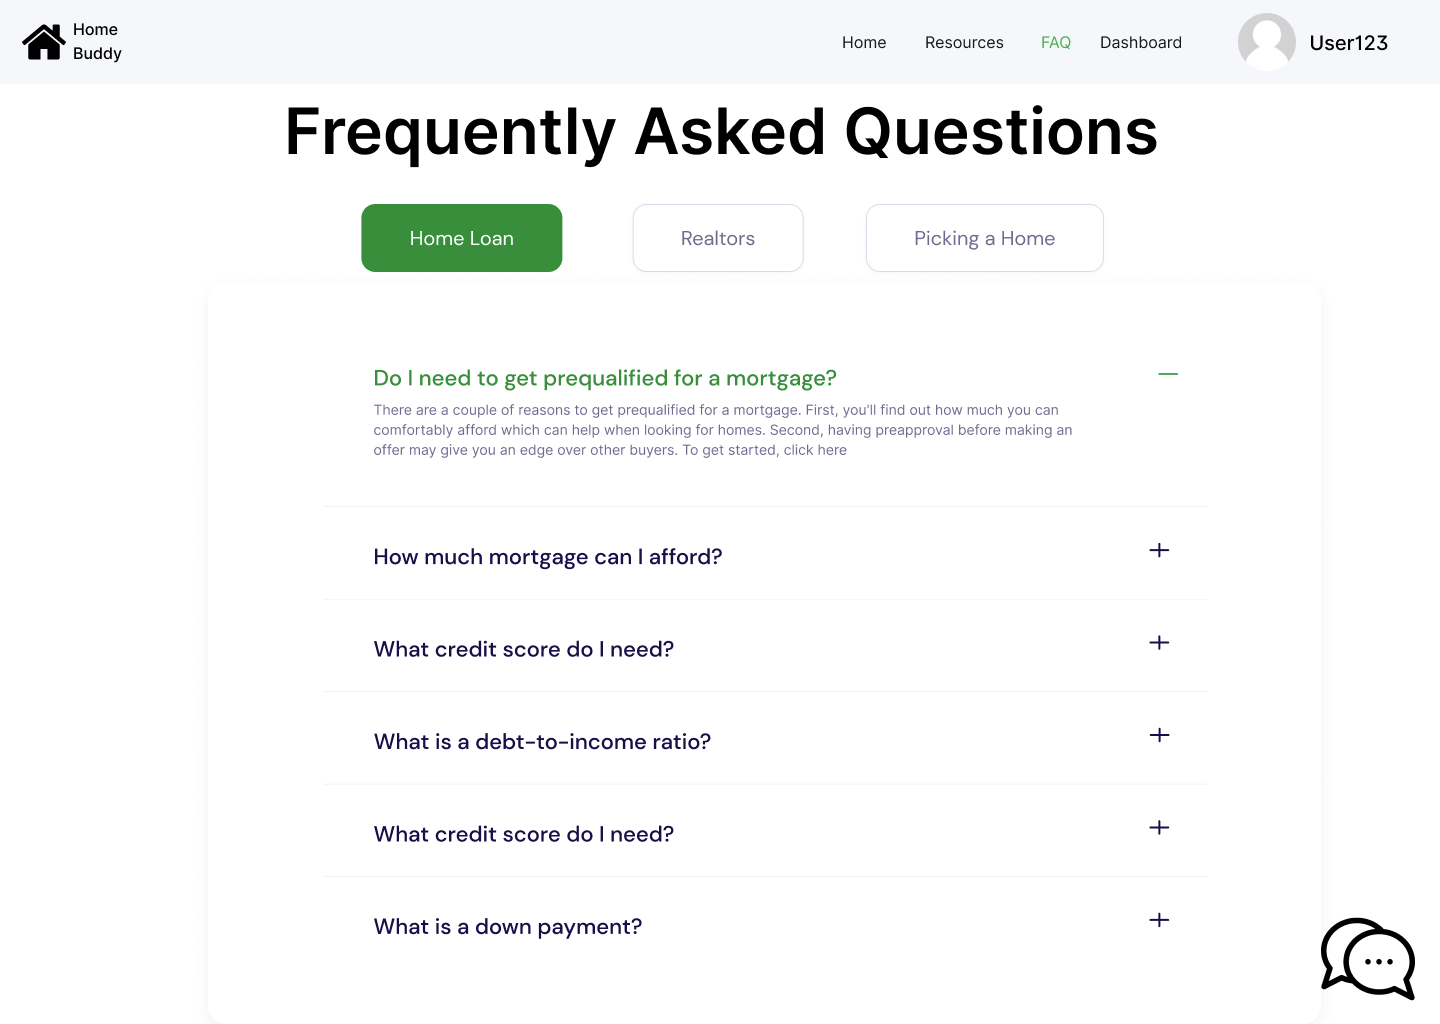 Home
Buddy
Home Resources FAQ Dashboard User123
Frequently Asked Questions
Home Loan Realtors Picking a Home
Do I need to get prequalified for a mortgage?
There are a couple of reasons to get prequalified for a mortgage. First, you'll find out how much you can
comfortably afford which can help when looking for homes. Second, having preapproval before making an
offer may give you an edge over other buyers. To get started, click here
How much mortgage can I afford?
What credit score do I need?
What is a debt-to-income ratio?
What credit score do I need?
What is a down payment?